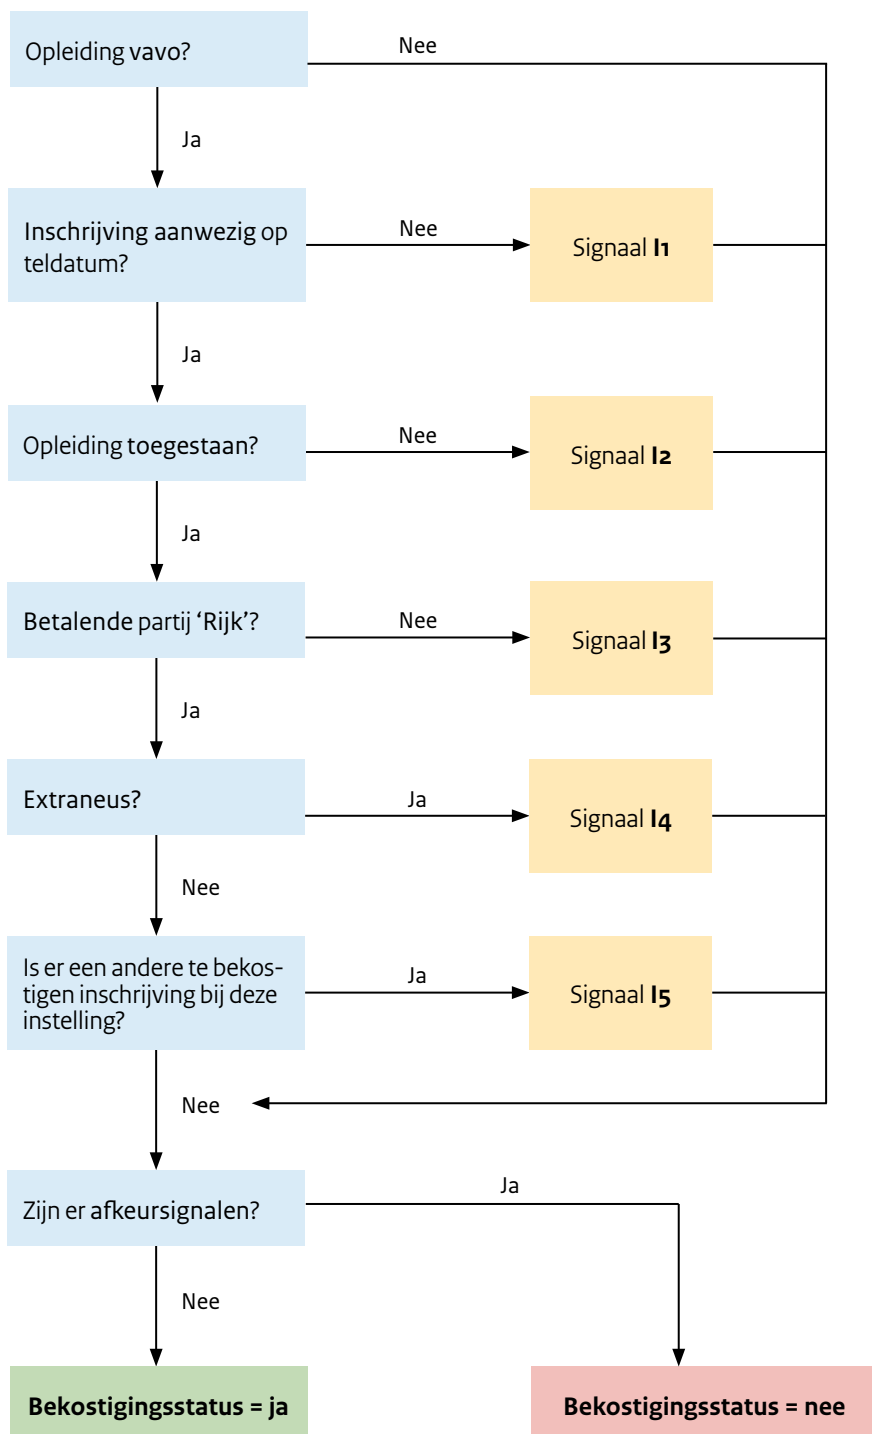 Opleiding vavo?
Nee
Ja
Inschrijving aanwezig op
teldatum?
Nee
Signaal I1
Ja
Opleiding toegestaan?
Nee
Signaal I2
Ja
Betalende partij ‘Rijk’?
Nee
Signaal I3
Ja
Extraneus?
Ja
Signaal I4
Nee
Is er een andere te bekos-
tigen inschrijving bij deze
instelling?
Ja
Signaal I5
Nee
Zijn er afkeursignalen?
Ja
Nee
Bekostigingsstatus = ja
Bekostigingsstatus = nee